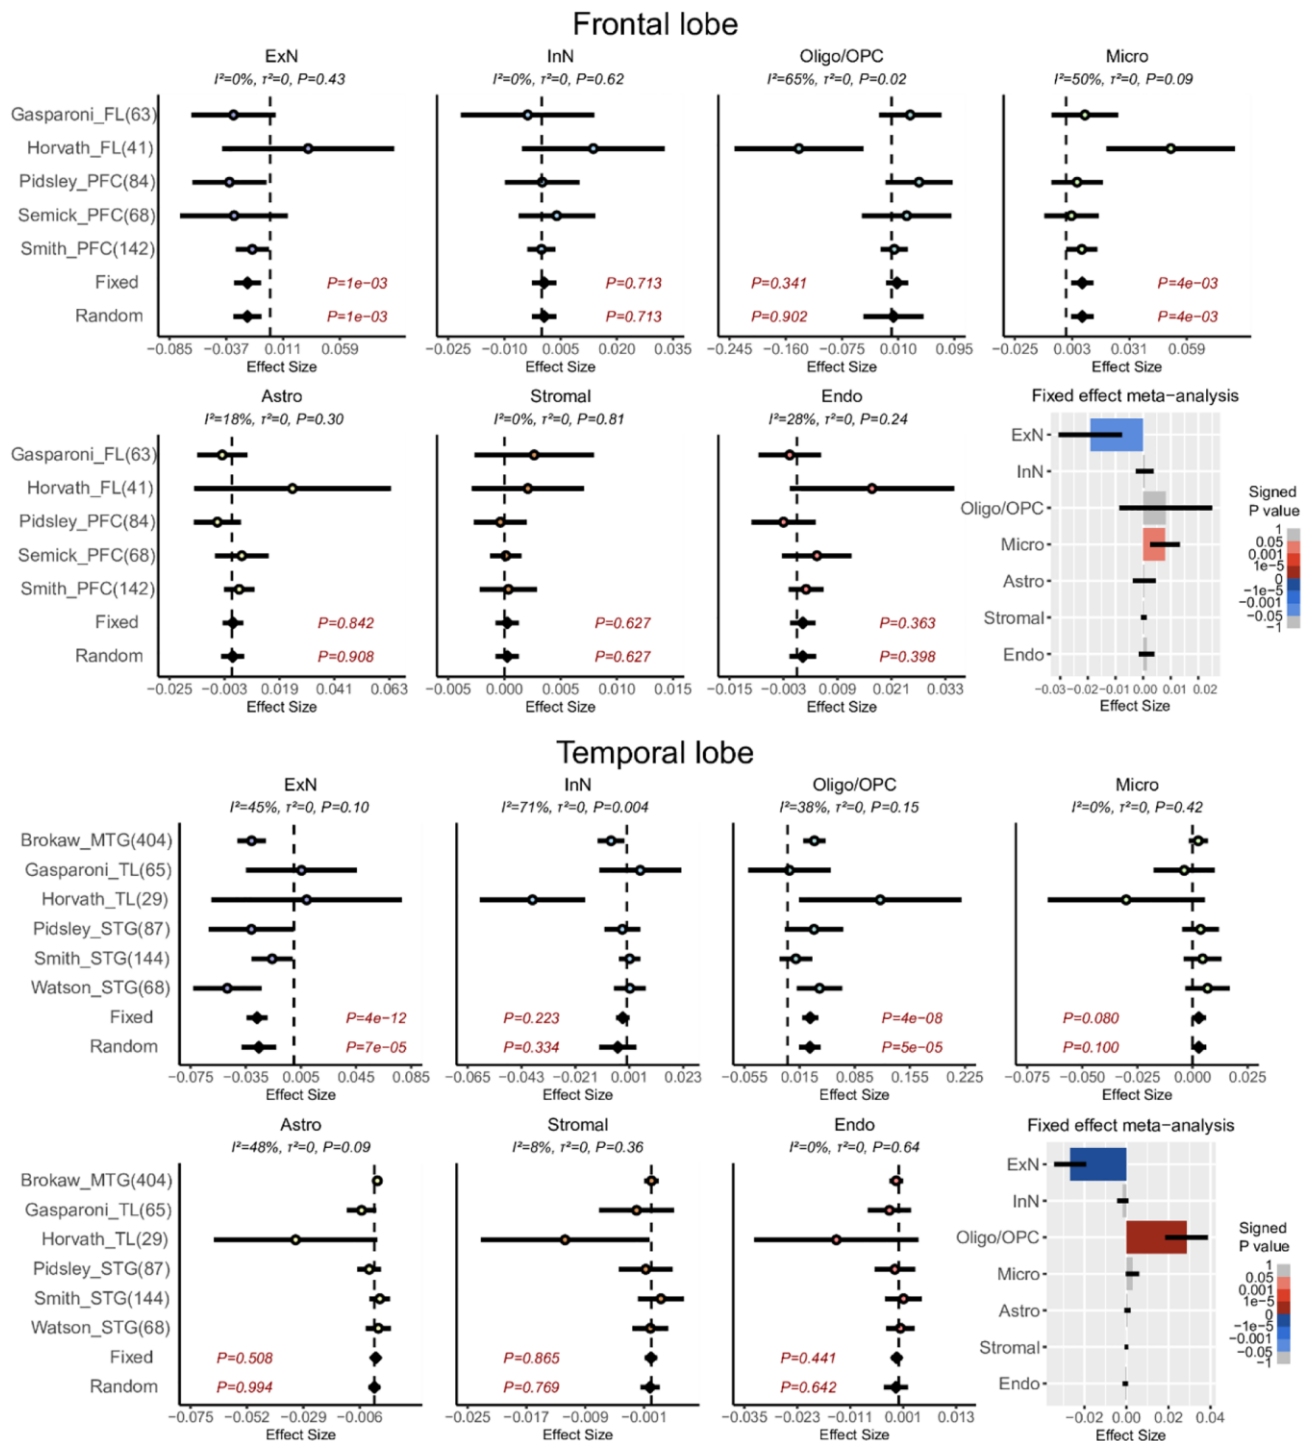 Frontal lobe
ExN
I²=0%, τ²=0, P=0.43
InN
I²=0%, τ²=0, P=0.62
Oligo/OPC
I²=65%, τ²=0, P=0.02
Micro
I²=50%, τ²=0, P=0.09
Gasparoni_FL(63)
Horvath_FL(41)
Pidsley_PFC(84)
Semick_PFC(68)
Smith_PFC(142)
Fixed
P=1e−03
P=0.713
P=0.341
P=4e−03
Random
P=1e−03
P=0.713
P=0.902
P=4e−03
−0.085 −0.037 0.011 0.059
−0.025 −0.010 0.005 0.020 0.035
−0.245 −0.160 −0.075 0.010 0.095
−0.025 0.003 0.031 0.059
Effect Size
Effect Size
Effect Size
Effect Size
Astro
I²=18%, τ²=0, P=0.30
Stromal
I²=0%, τ²=0, P=0.81
Endo
I²=28%, τ²=0, P=0.24
Fixed effect meta−analysis
Gasparoni_FL(63)
Horvath_FL(41)
Pidsley_PFC(84)
Semick_PFC(68)
Smith_PFC(142)
Fixed
P=0.842
P=0.627
P=0.363
Random
P=0.908
P=0.627
P=0.398
−0.025 −0.003 0.019 0.041 0.063
−0.005 0.000 0.005 0.010 0.015
−0.015 −0.003 0.009 0.021 0.033
Effect Size
Effect Size
Effect Size
ExN
InN
Oligo/OPC
Micro
Astro
Stromal
Endo
−0.03 −0.02 −0.01 0.00 0.01 0.02
Effect Size
Signed
P value
1
0.05
0.001
1e−5
0
−1e−5
−0.001
−0.05
−1
Temporal lobe
ExN
I²=45%, τ²=0, P=0.10
InN
I²=71%, τ²=0, P=0.004
Oligo/OPC
I²=38%, τ²=0, P=0.15
Micro
I²=0%, τ²=0, P=0.42
Brokaw_MTG(404)
Gasparoni_TL(65)
Horvath_TL(29)
Pidsley_STG(87)
Smith_STG(144)
Watson_STG(68)
Fixed
P=4e−12
P=0.223
P=4e−08
P=0.080
Random
P=7e−05
P=0.334
P=5e−05
P=0.100
−0.075 −0.035 0.005 0.045 0.085
−0.065 −0.043 −0.021 0.001 0.023
−0.055 0.015 0.085 0.155 0.225
−0.075 −0.050 −0.025 0.000 0.025
Effect Size
Effect Size
Effect Size
Effect Size
Astro
I²=48%, τ²=0, P=0.09
Stromal
I²=8%, τ²=0, P=0.36
Endo
I²=0%, τ²=0, P=0.64
Fixed effect meta−analysis
Brokaw_MTG(404)
Gasparoni_TL(65)
Horvath_TL(29)
Pidsley_STG(87)
Smith_STG(144)
Watson_STG(68)
Fixed
P=0.508
P=0.865
P=0.441
Random
P=0.994
P=0.769
P=0.642
−0.075 −0.052 −0.029 −0.006
−0.025 −0.017 −0.009 −0.001
−0.035 −0.023 −0.011 0.001 0.013
Effect Size
Effect Size
Effect Size
ExN
InN
Oligo/OPC
Micro
Astro
Stromal
Endo
−0.02 0.00 0.02 0.04
Effect Size
Signed
P value
1
0.05
0.001
1e−5
0
−1e−5
−0.001
−0.05
−1